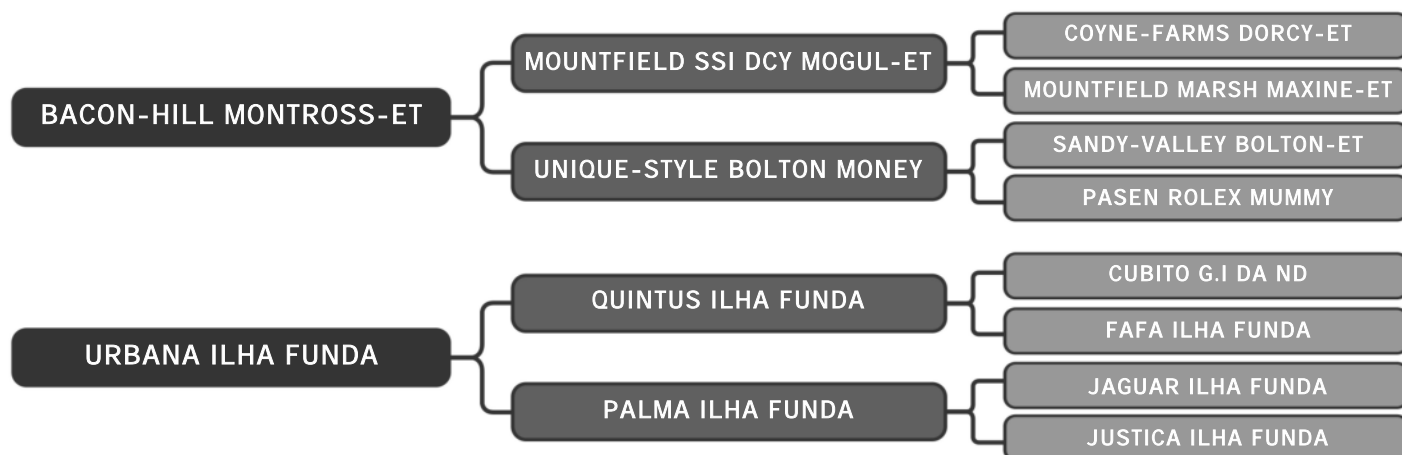 COYNE-FARMS DORCY-ET
MOUNTFIELD SSI DCY MOGUL-ET
MOUNTFIELD MARSH MAXINE-ET
BACON-HILL MONTROSS-ET
SANDY-VALLEY BOLTON-ET
UNIQUE-STYLE BOLTON MONEY
PASEN ROLEX MUMMY
CUBITO G.I DA ND
QUINTUS ILHA FUNDA
FAFA ILHA FUNDA
URBANA ILHA FUNDA
JAGUAR ILHA FUNDA
PALMA ILHA FUNDA
JUSTICA ILHA FUNDA